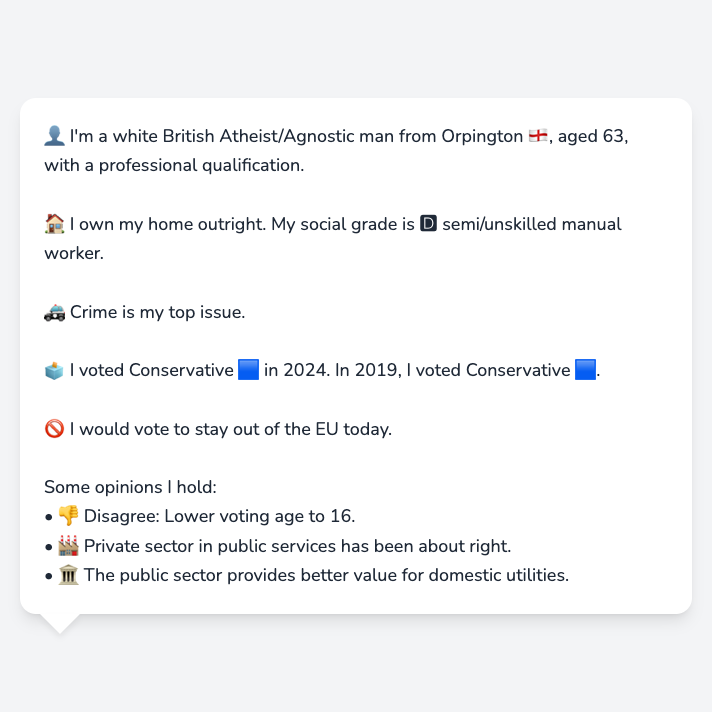 👤 I'm a white British Atheist/Agnostic man from Orpington 🏴󠁧󠁢󠁥󠁮󠁧󠁿, aged 63,
with a professional qualification.
🏠 I own my home outright. My social grade is 🅳 semi/unskilled manual
worker.
🚓 Crime is my top issue.
🗳️ I voted Conservative 🟦 in 2024. In 2019, I voted Conservative 🟦.
🚫 I would vote to stay out of the EU today.
Some opinions I hold:
• 👎 Disagree: Lower voting age to 16.
• 🏭 Private sector in public services has been about right.
• 🏛️ The public sector provides better value for domestic utilities.